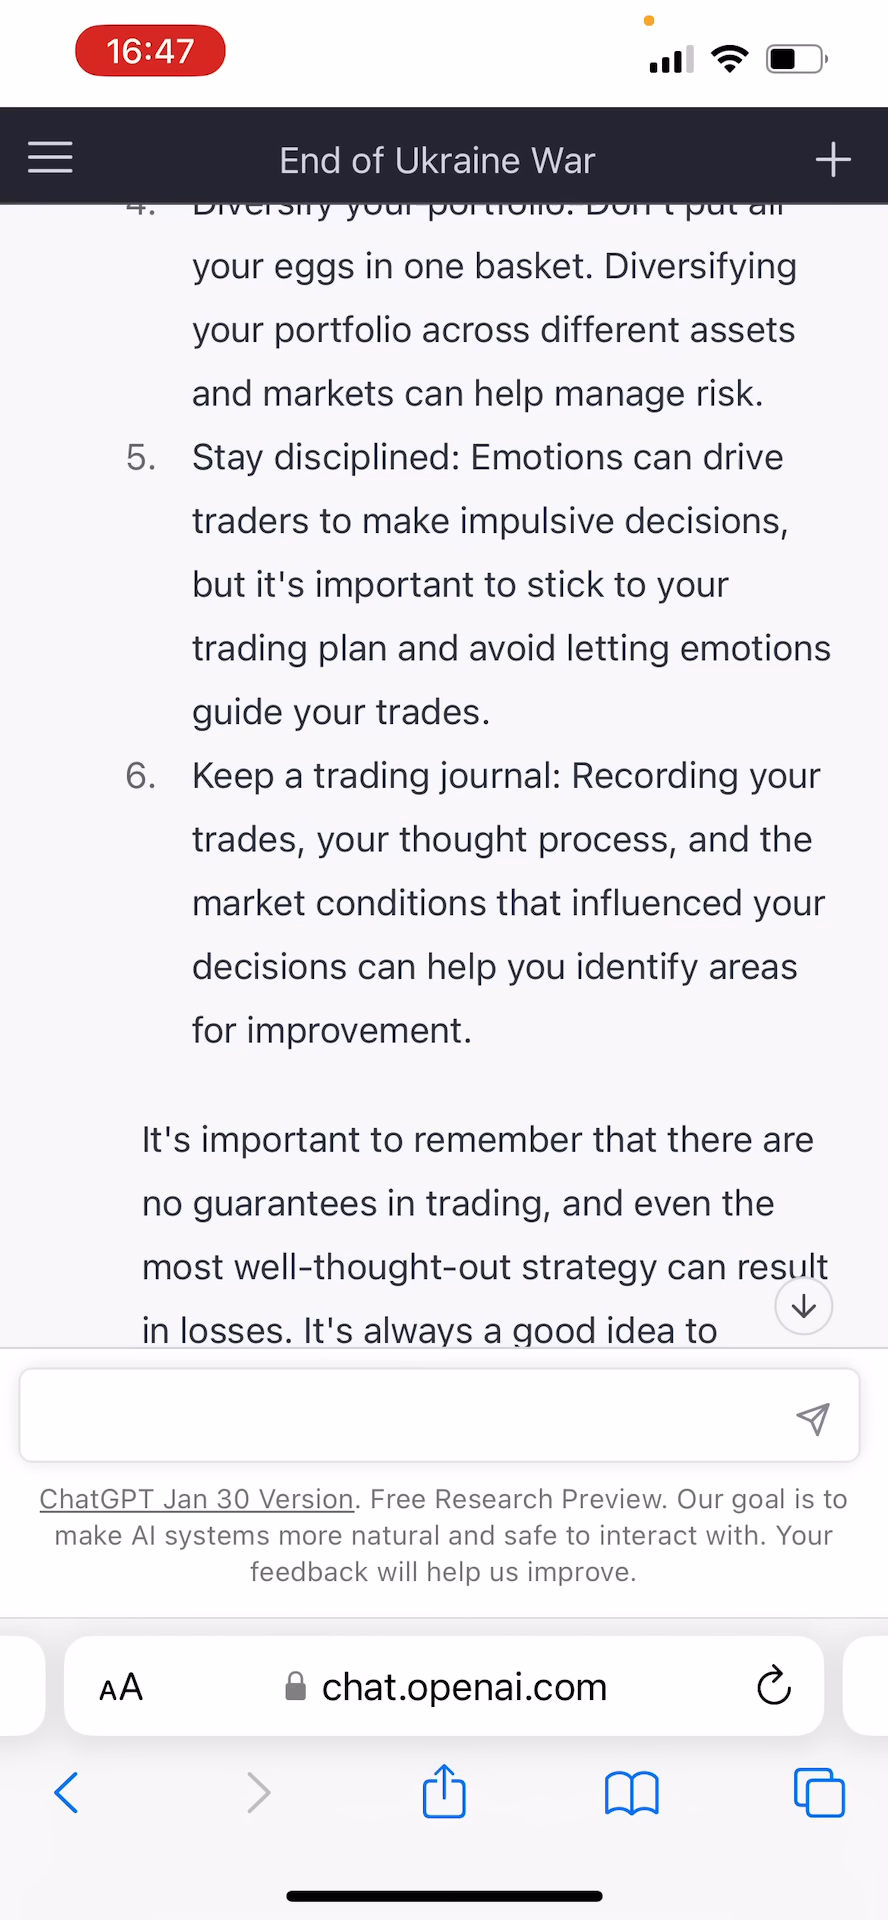 16:47
End of Ukraine War
4. Diversify your portfolio: Don't put all
your eggs in one basket. Diversifying
your portfolio across different assets
and markets can help manage risk.
5. Stay disciplined: Emotions can drive
traders to make impulsive decisions,
but it's important to stick to your
trading plan and avoid letting emotions
guide your trades.
6. Keep a trading journal: Recording your
trades, your thought process, and the
market conditions that influenced your
decisions can help you identify areas
for improvement.
It's important to remember that there are
no guarantees in trading, and even the
most well-thought-out strategy can result
in losses. It's always a good idea to
ChatGPT Jan 30 Version. Free Research Preview. Our goal is to
make AI systems more natural and safe to interact with. Your
feedback will help us improve.
AA chat.openai.com